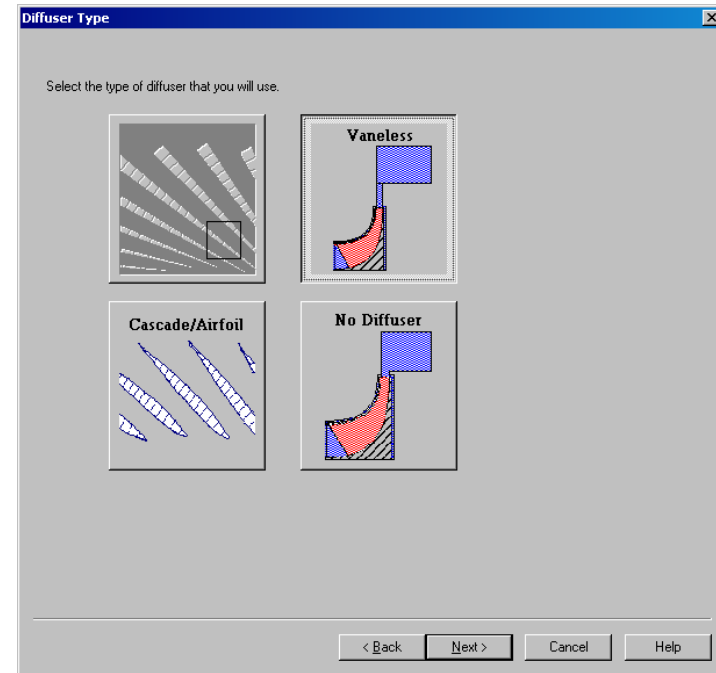 Diffuser Type
Select the type of diffuser that you will use.
Vaneless
Cascade/Airfoil
No Diffuser
< Back
Next >
Cancel
Help